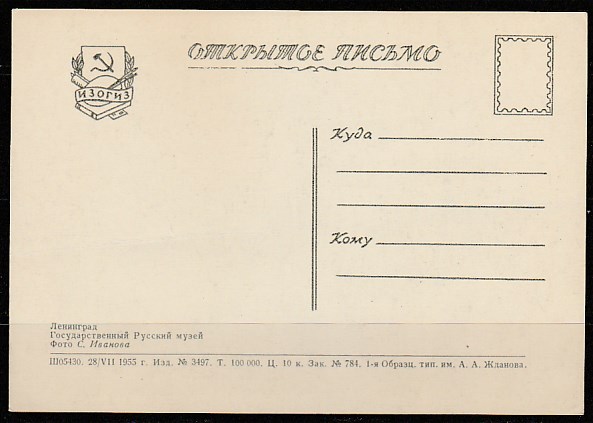 ОТКРЫТОЕ ПИСЬМО
ИЗОГИЗ
Куда
Кому
Ленинград
Государственный Русский музей
Фото С. Иванова
Ш05430. 28/VII 1955 г. Изд. № 3497. Т. 100 000. Ц. 10 к. Зак. № 784. 1-я Образц. тип. им. А. А. Жданова.